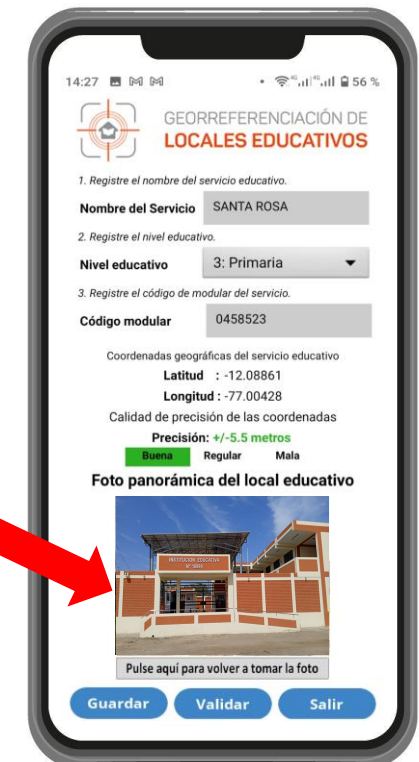 14:27 56 %
GEORREFERENCIACIÓN DE
LOCALES EDUCATIVOS
1. Registre el nombre del servicio educativo.
Nombre del Servicio SANTA ROSA
2. Registre el nivel educativo.
Nivel educativo 3: Primaria
3. Registre el código de modular del servicio.
Código modular 0458523
Coordenadas geográficas del servicio educativo
Latitud : -12.08861
Longitud : -77.00428
Calidad de precisión de las coordenadas
Precisión: +/-5.5 metros
Buena Regular Mala
Foto panorámica del local educativo
INSTITUCIÓN EDUCATIVA
Pulse aquí para volver a tomar la foto
Guardar Validar Salir